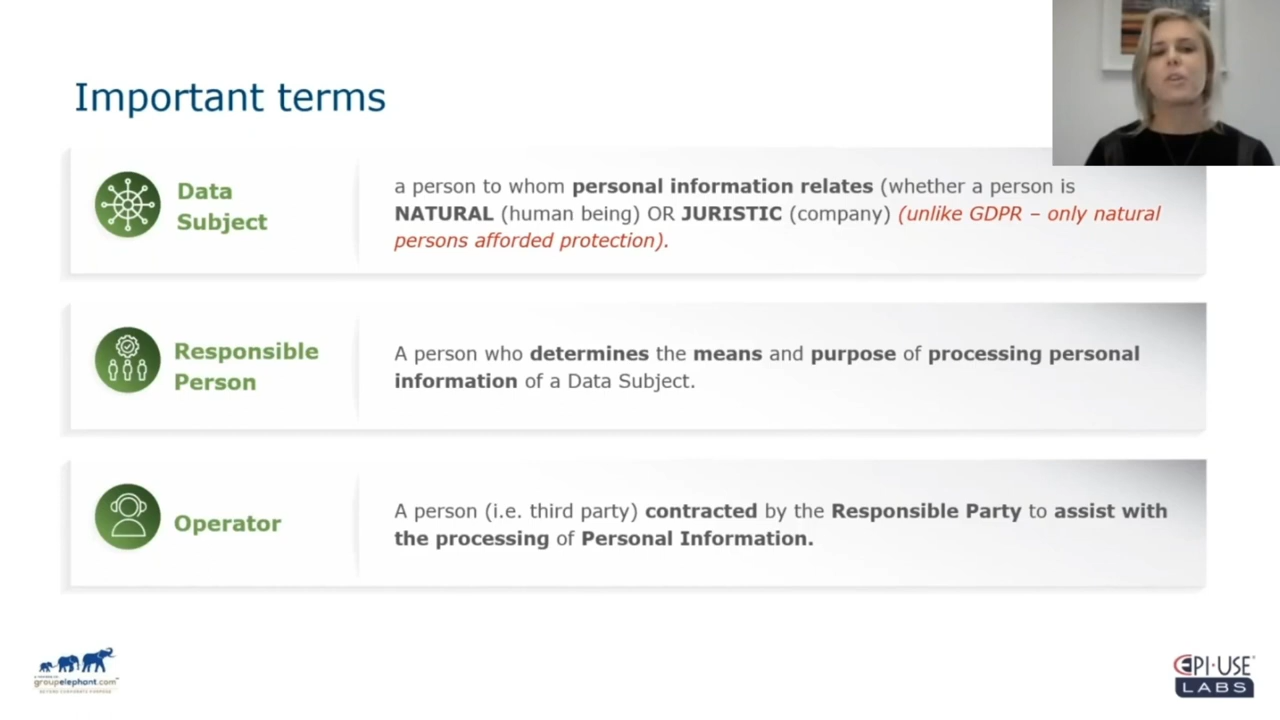 Important terms
Data
Subject
a person to whom personal information relates (whether a person is
NATURAL (human being) OR JURISTIC (company) (unlike GDPR – only natural
persons afforded protection).
Responsible
Person
A person who determines the means and purpose of processing personal
information of a Data Subject.
Operator
A person (i.e. third party) contracted by the Responsible Party to assist with
the processing of Personal Information.
groupelephant.com
BEYOND CORPORATE PURPOSE
EPI·USE
LABS